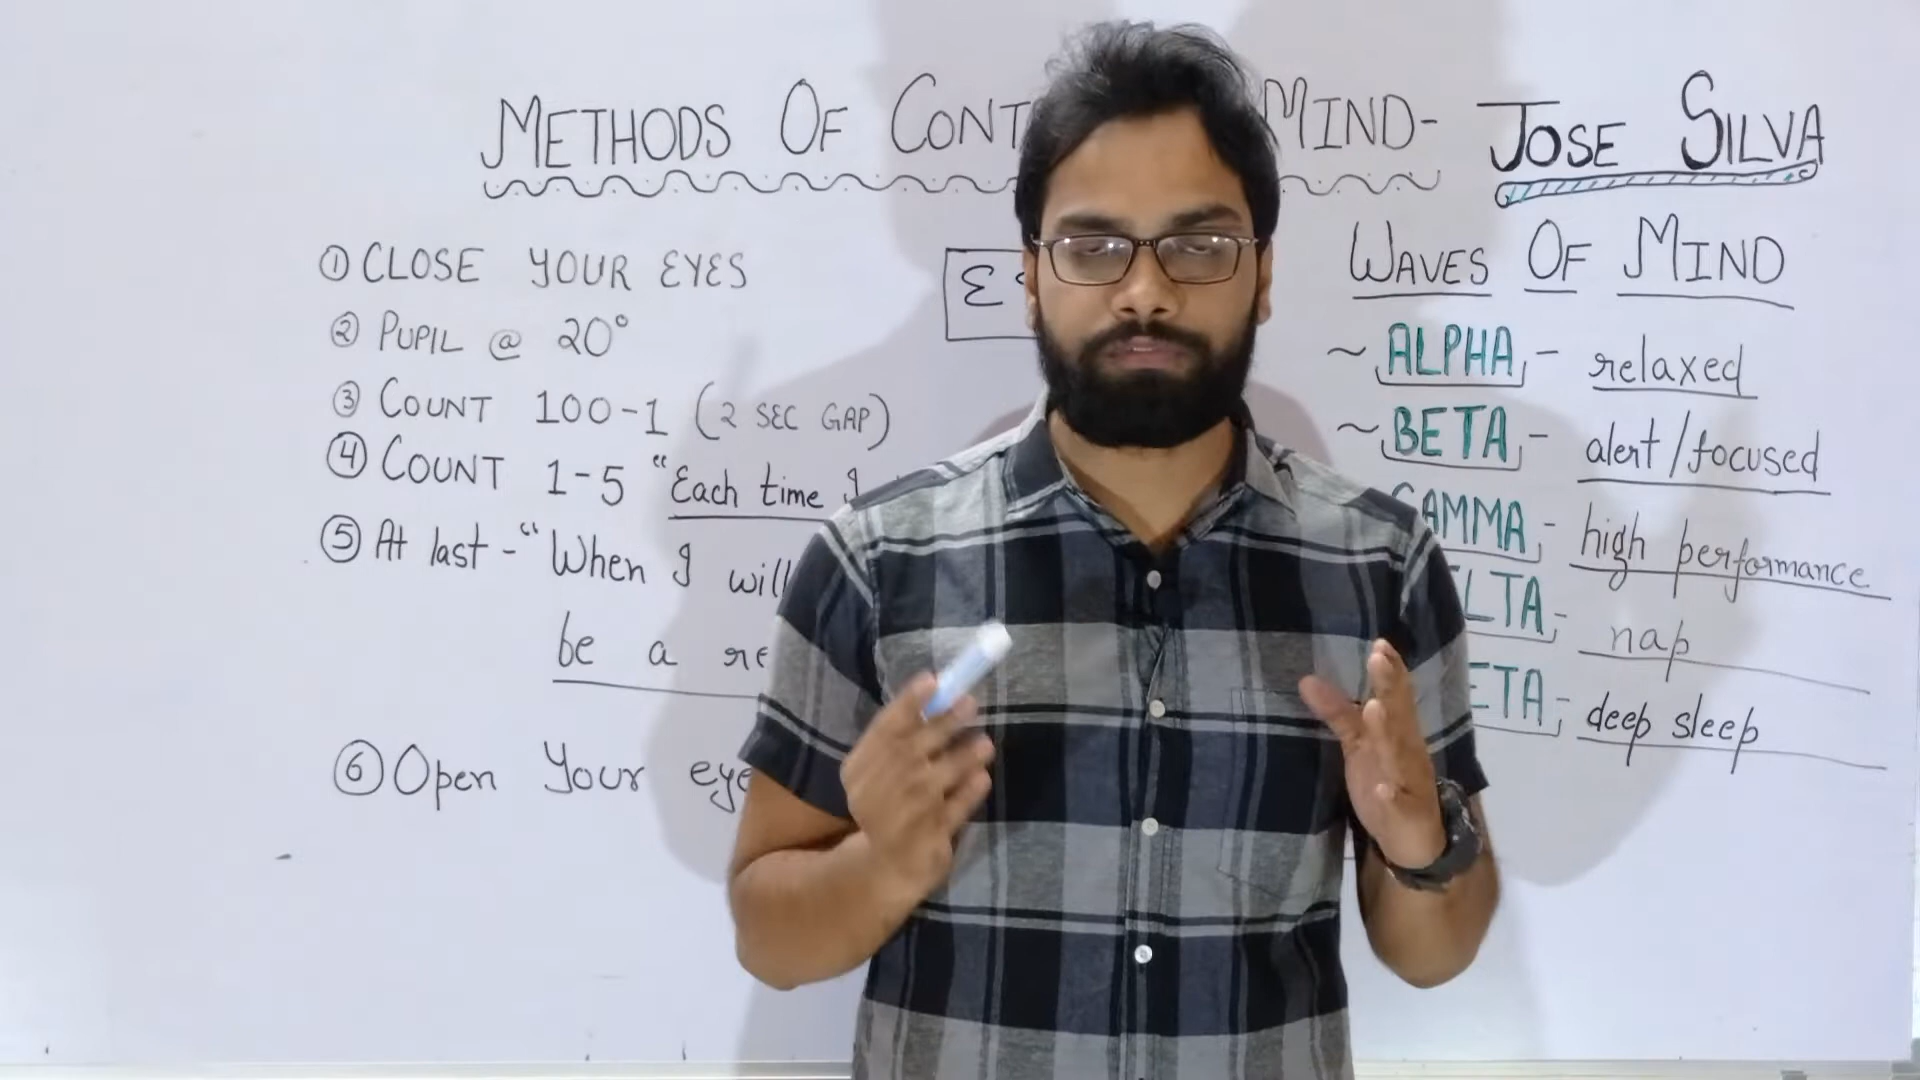 METHODS OF CONT MIND- JOSE SILVA
① CLOSE YOUR EYES
② PUPIL @ 20°
③ COUNT 100-1 (2 SEC GAP)
④ COUNT 1-5 "Each time I
⑤ At last - "When I will
be a re
⑥ Open Your eye
WAVES OF MIND
~ ALPHA - relaxed
~ BETA - alert/focused
GAMMA - high performance
LTA - nap
ETA - deep sleep